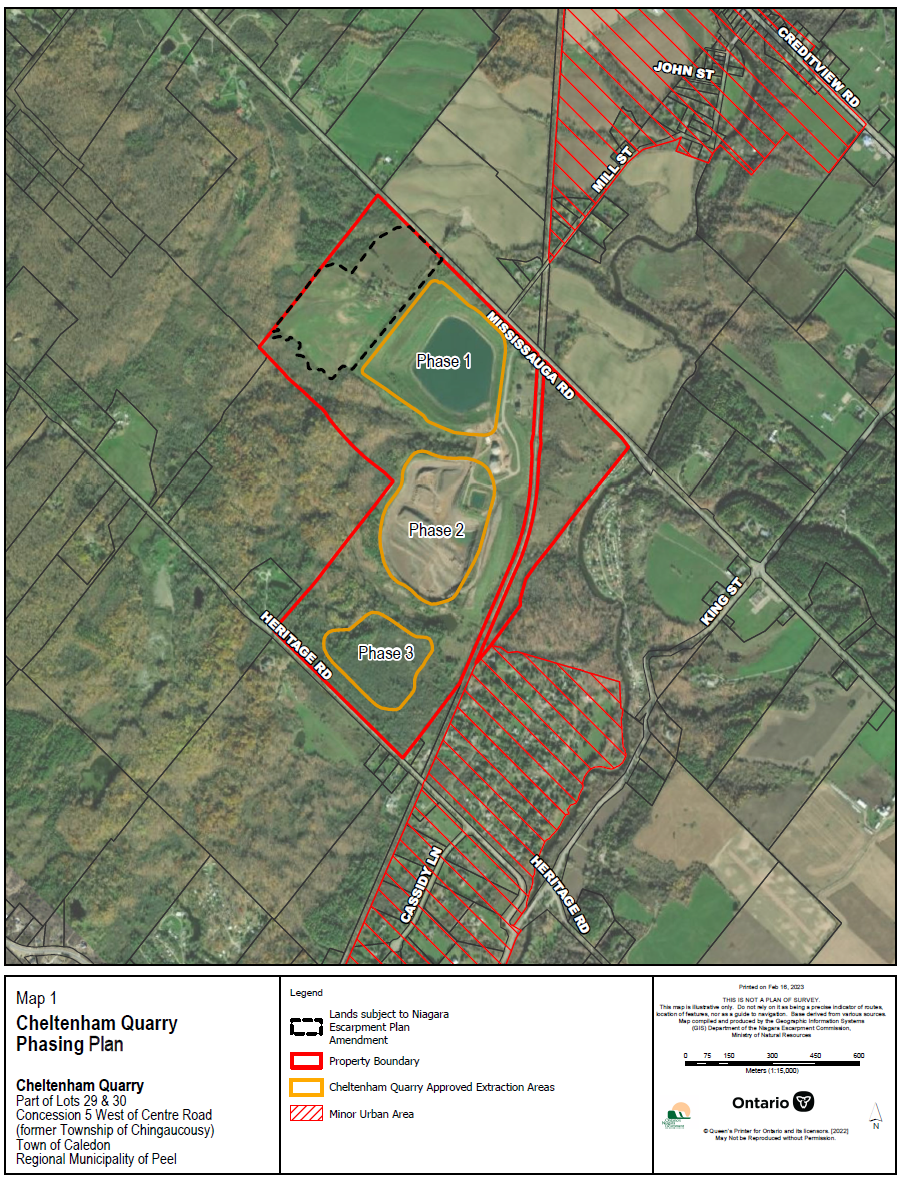 CREDITVIEW RD
JOHN ST
MILL ST
MISSISSAUGA RD
Phase 1
Phase 2
KING ST
HERITAGE RD
Phase 3
CASSIDY LN
HERITAGE RD
Map 1
Cheltenham Quarry
Phasing Plan
Cheltenham Quarry
Part of Lots 29 & 30
Concession 5 West of Centre Road
(former Township of Chingaucousy)
Town of Caledon
Regional Municipality of Peel
Legend
Lands subject to Niagara
Escarpment Plan
Amendment
Property Boundary
Cheltenham Quarry Approved Extraction Areas
Minor Urban Area
Printed on Feb 16, 2023
THIS IS NOT A PLAN OF SURVEY.
This map is illustrative only. Do not rely on it as being a precise indicator of routes,
location of features, nor as a guide to navigation. Base derived from various sources.
Map compiled and produced by the Geographic Information Systems
(GIS) Department of the Niagara Escarpment Commission,
Ministry of Natural Resources
0 75 150 300 450 600
Meters (1:15,000)
Ontario
N
© Queen's Printer for Ontario and its licensors. [2022]
May Not be Reproduced without Permission.